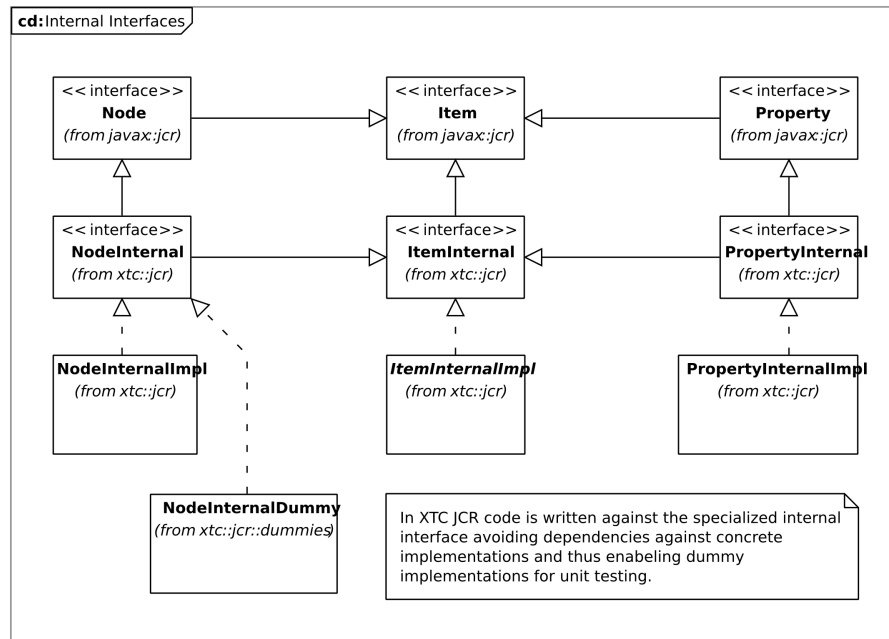 cd: Internal Interfaces
<< interface>>
Node
(from javax::jcr)
<< interface>>
Item
(from javax::jcr)
<< interface>>
Property
(from javax::jcr)
<< interface>>
NodeInternal
(from xtc::jcr)
<< interface>>
ItemInternal
(from xtc::jcr)
<< interface>>
PropertyInternal
(from xtc::jcr)
NodeInternalImpl
(from xtc::jcr)
ItemInternalImpl
(from xtc::jcr)
PropertyInternalImpl
(from xtc::jcr)
NodeInternalDummy
(from xtc::jcr::dummies)
In XTC JCR code is written against the specialized internal
interface avoiding dependencies against concrete
implementations and thus enabeling dummy
implementations for unit testing.